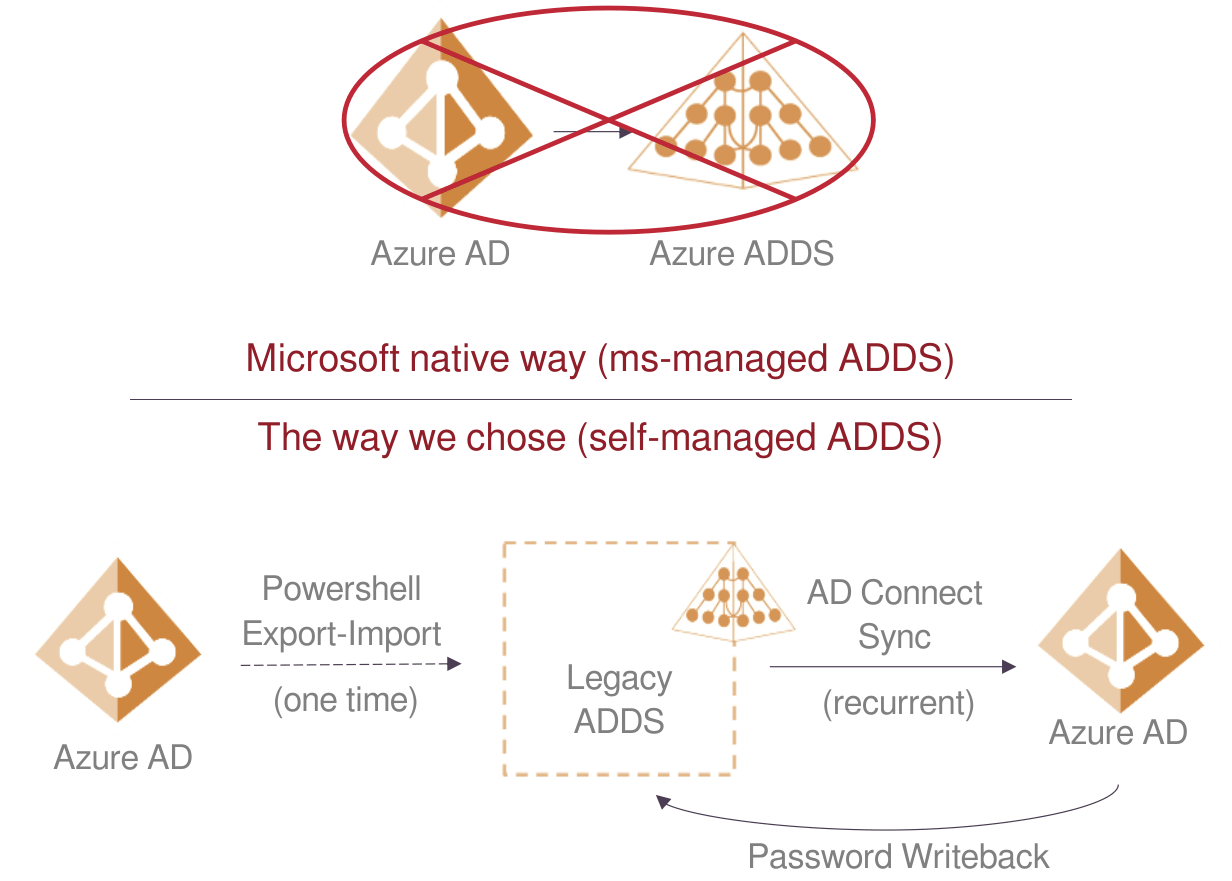 Azure AD
Azure ADDS
Microsoft native way (ms-managed ADDS)
The way we chose (self-managed ADDS)
Powershell
Export-Import
(one time)
Azure AD
Legacy
ADDS
AD Connect
Sync
(recurrent)
Azure AD
Password Writeback